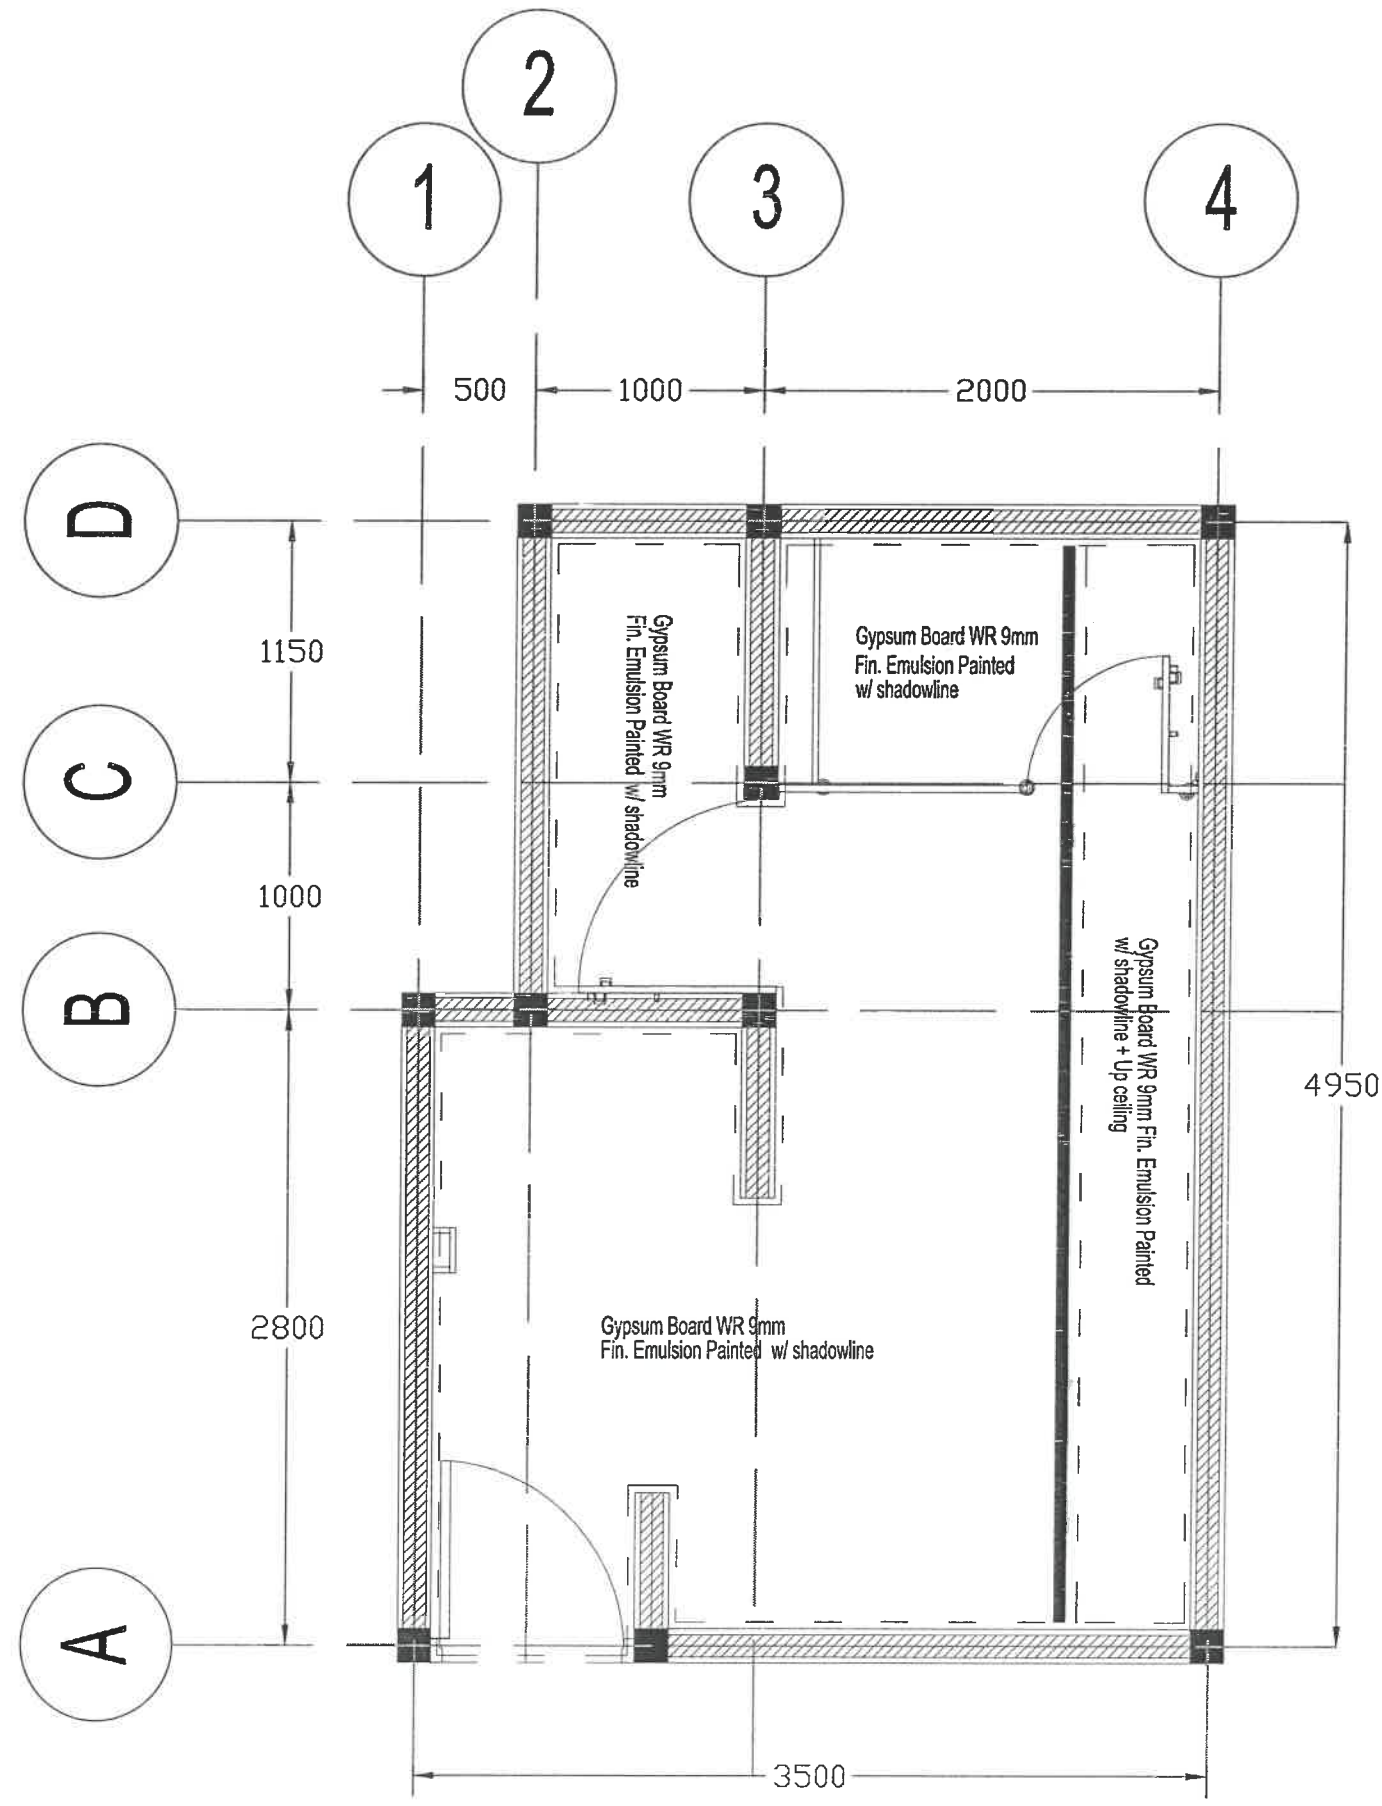 2
1
3
4
500
1000
2000
D
1150
Gypsum Board WR 9mm
Fin. Emulsion Painted w/ shadowline
Gypsum Board WR 9mm
Fin. Emulsion Painted
w/ shadowline
C
1000
B
Gypsum Board WR 9mm Fin. Emulsion Painted
w/ shadowline + Up ceiling
4950
2800
Gypsum Board WR 9mm
Fin. Emulsion Painted w/ shadowline
A
3500